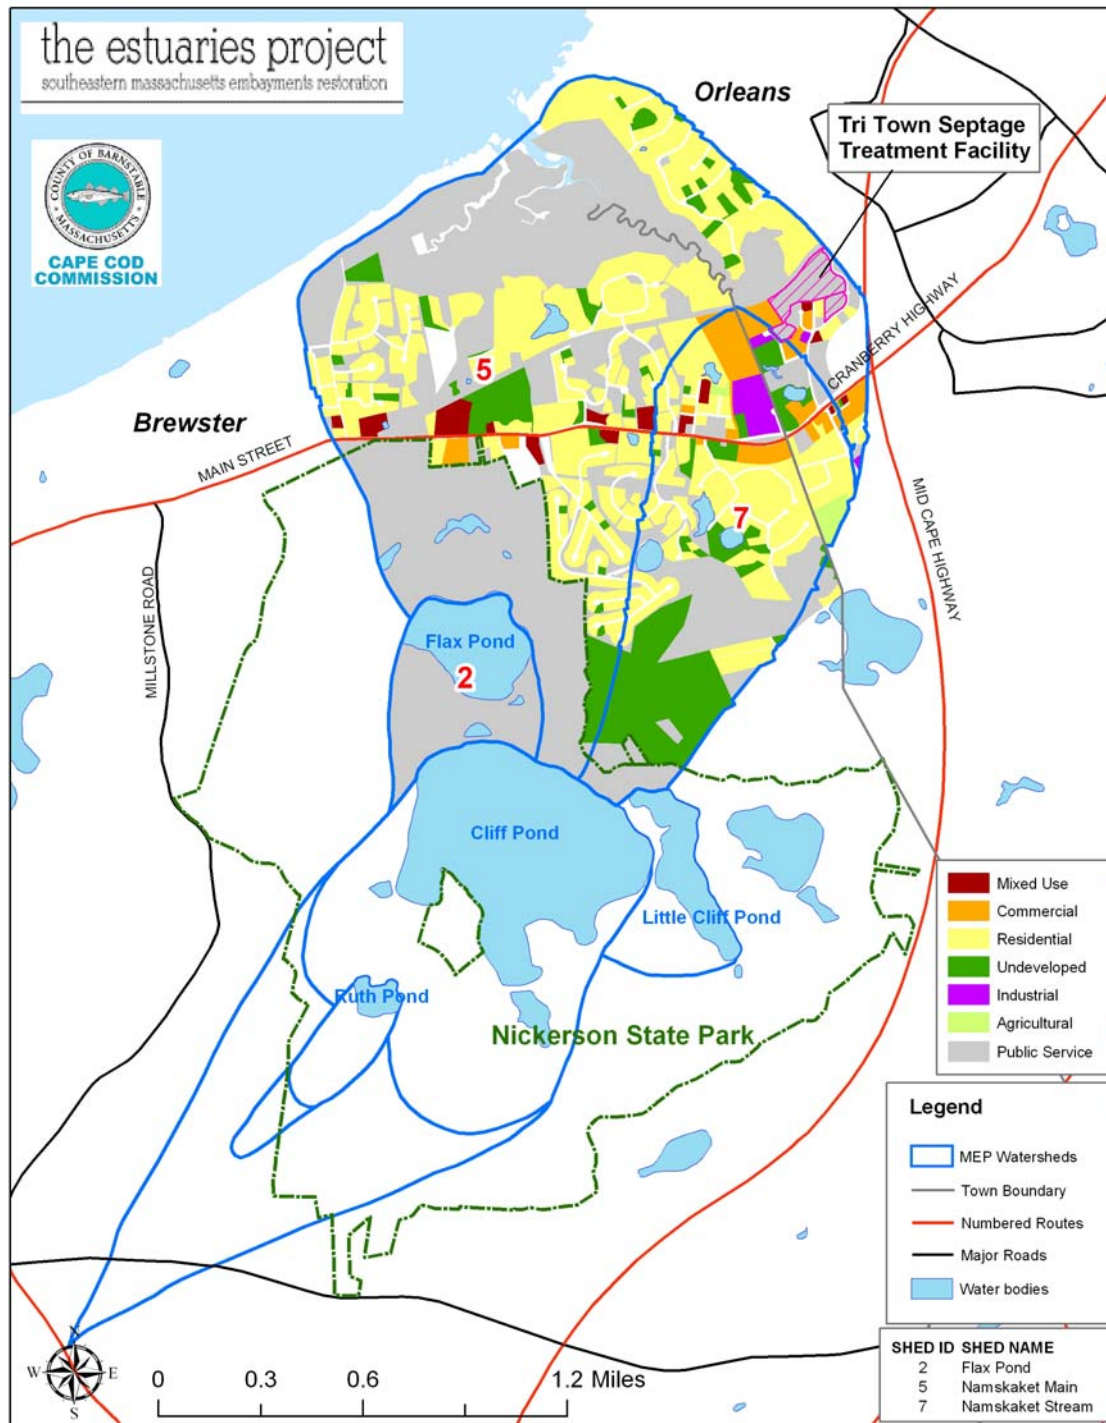 the estuaries project
southeastern massachusetts embayments restoration
COUNTY OF BARNSTABLE
MASSACHUSETTS
CAPE COD
COMMISSION
Orleans
Tri Town Septage
Treatment Facility
CRANBERRY HIGHWAY
5
Brewster
MAIN STREET
7
MID CAPE HIGHWAY
MILLSTONE ROAD
Flax Pond
2
Cliff Pond
Little Cliff Pond
Ruth Pond
Nickerson State Park
Mixed Use
Commercial
Residential
Undeveloped
Industrial
Agricultural
Public Service
Legend
MEP Watersheds
Town Boundary
Numbered Routes
Major Roads
Water bodies
SHED ID SHED NAME
2 Flax Pond
5 Namskaket Main
7 Namskaket Stream
N
W E
S
0 0.3 0.6 1.2 Miles